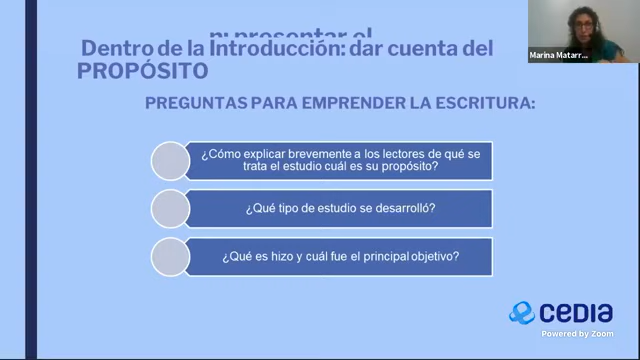 Dentro de la Introducción: dar cuenta del
PROPÓSITO
PREGUNTAS PARA EMPRENDER LA ESCRITURA:
¿Cómo explicar brevemente a los lectores de qué se
trata el estudio cuál es su propósito?
¿Qué tipo de estudio se desarrolló?
¿Qué es hizo y cuál fue el principal objetivo?
Marina Matarr...
CEDIA
Powered by Zoom